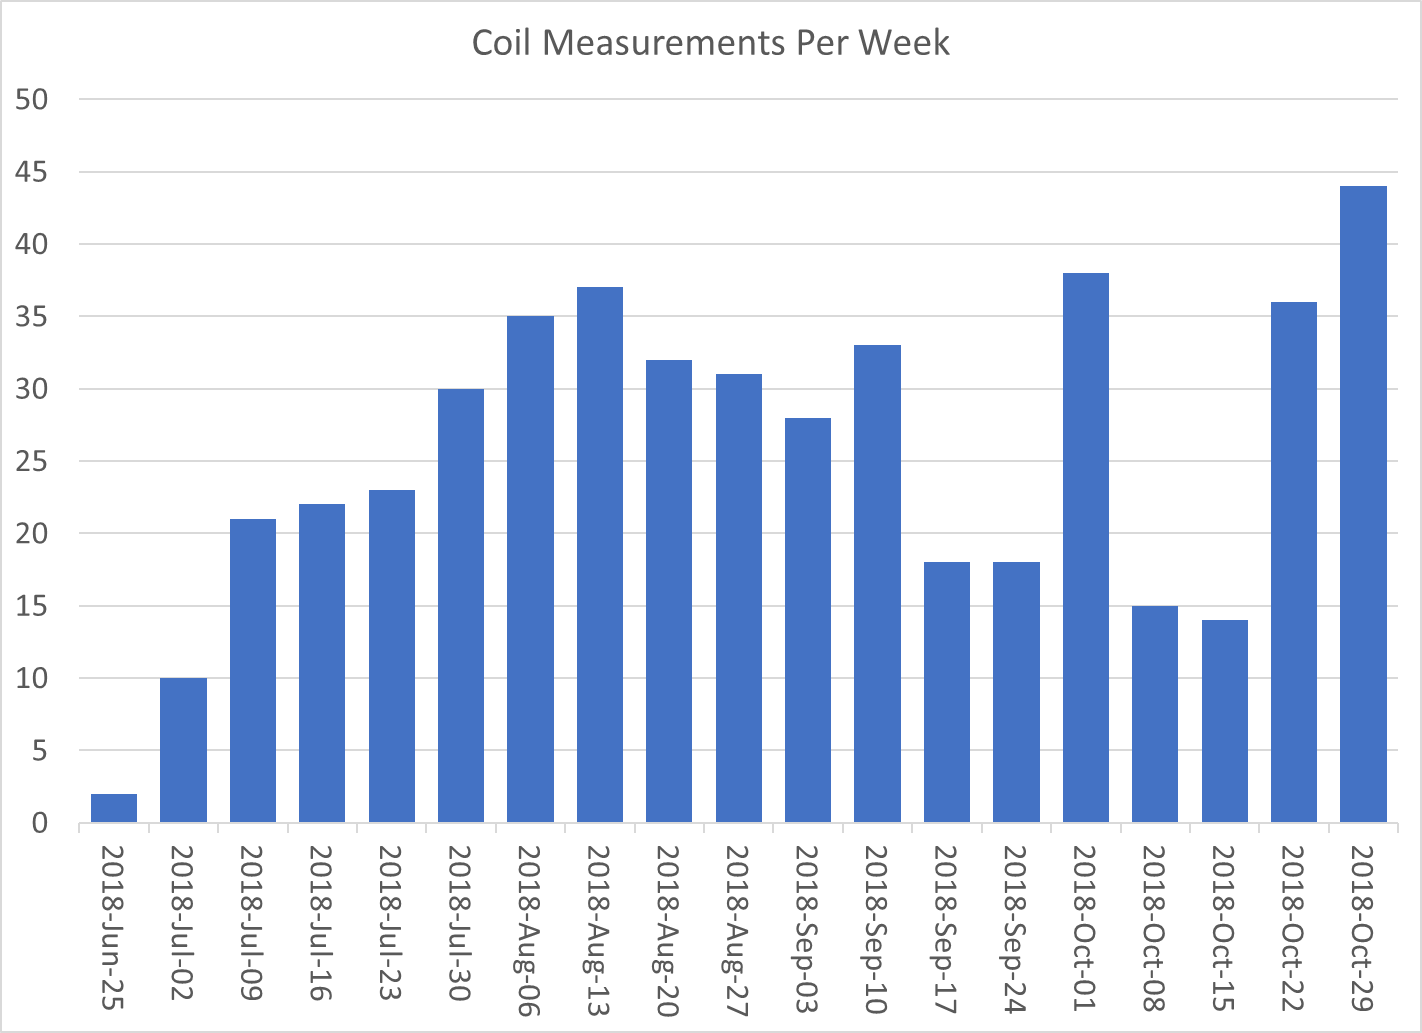 Coil Measurements Per Week
50
45
40
35
30
25
20
15
10
5
0
2018-Jun-25
2018-Jul-02
2018-Jul-09
2018-Jul-16
2018-Jul-23
2018-Jul-30
2018-Aug-06
2018-Aug-13
2018-Aug-20
2018-Aug-27
2018-Sep-03
2018-Sep-10
2018-Sep-17
2018-Sep-24
2018-Oct-01
2018-Oct-08
2018-Oct-15
2018-Oct-22
2018-Oct-29